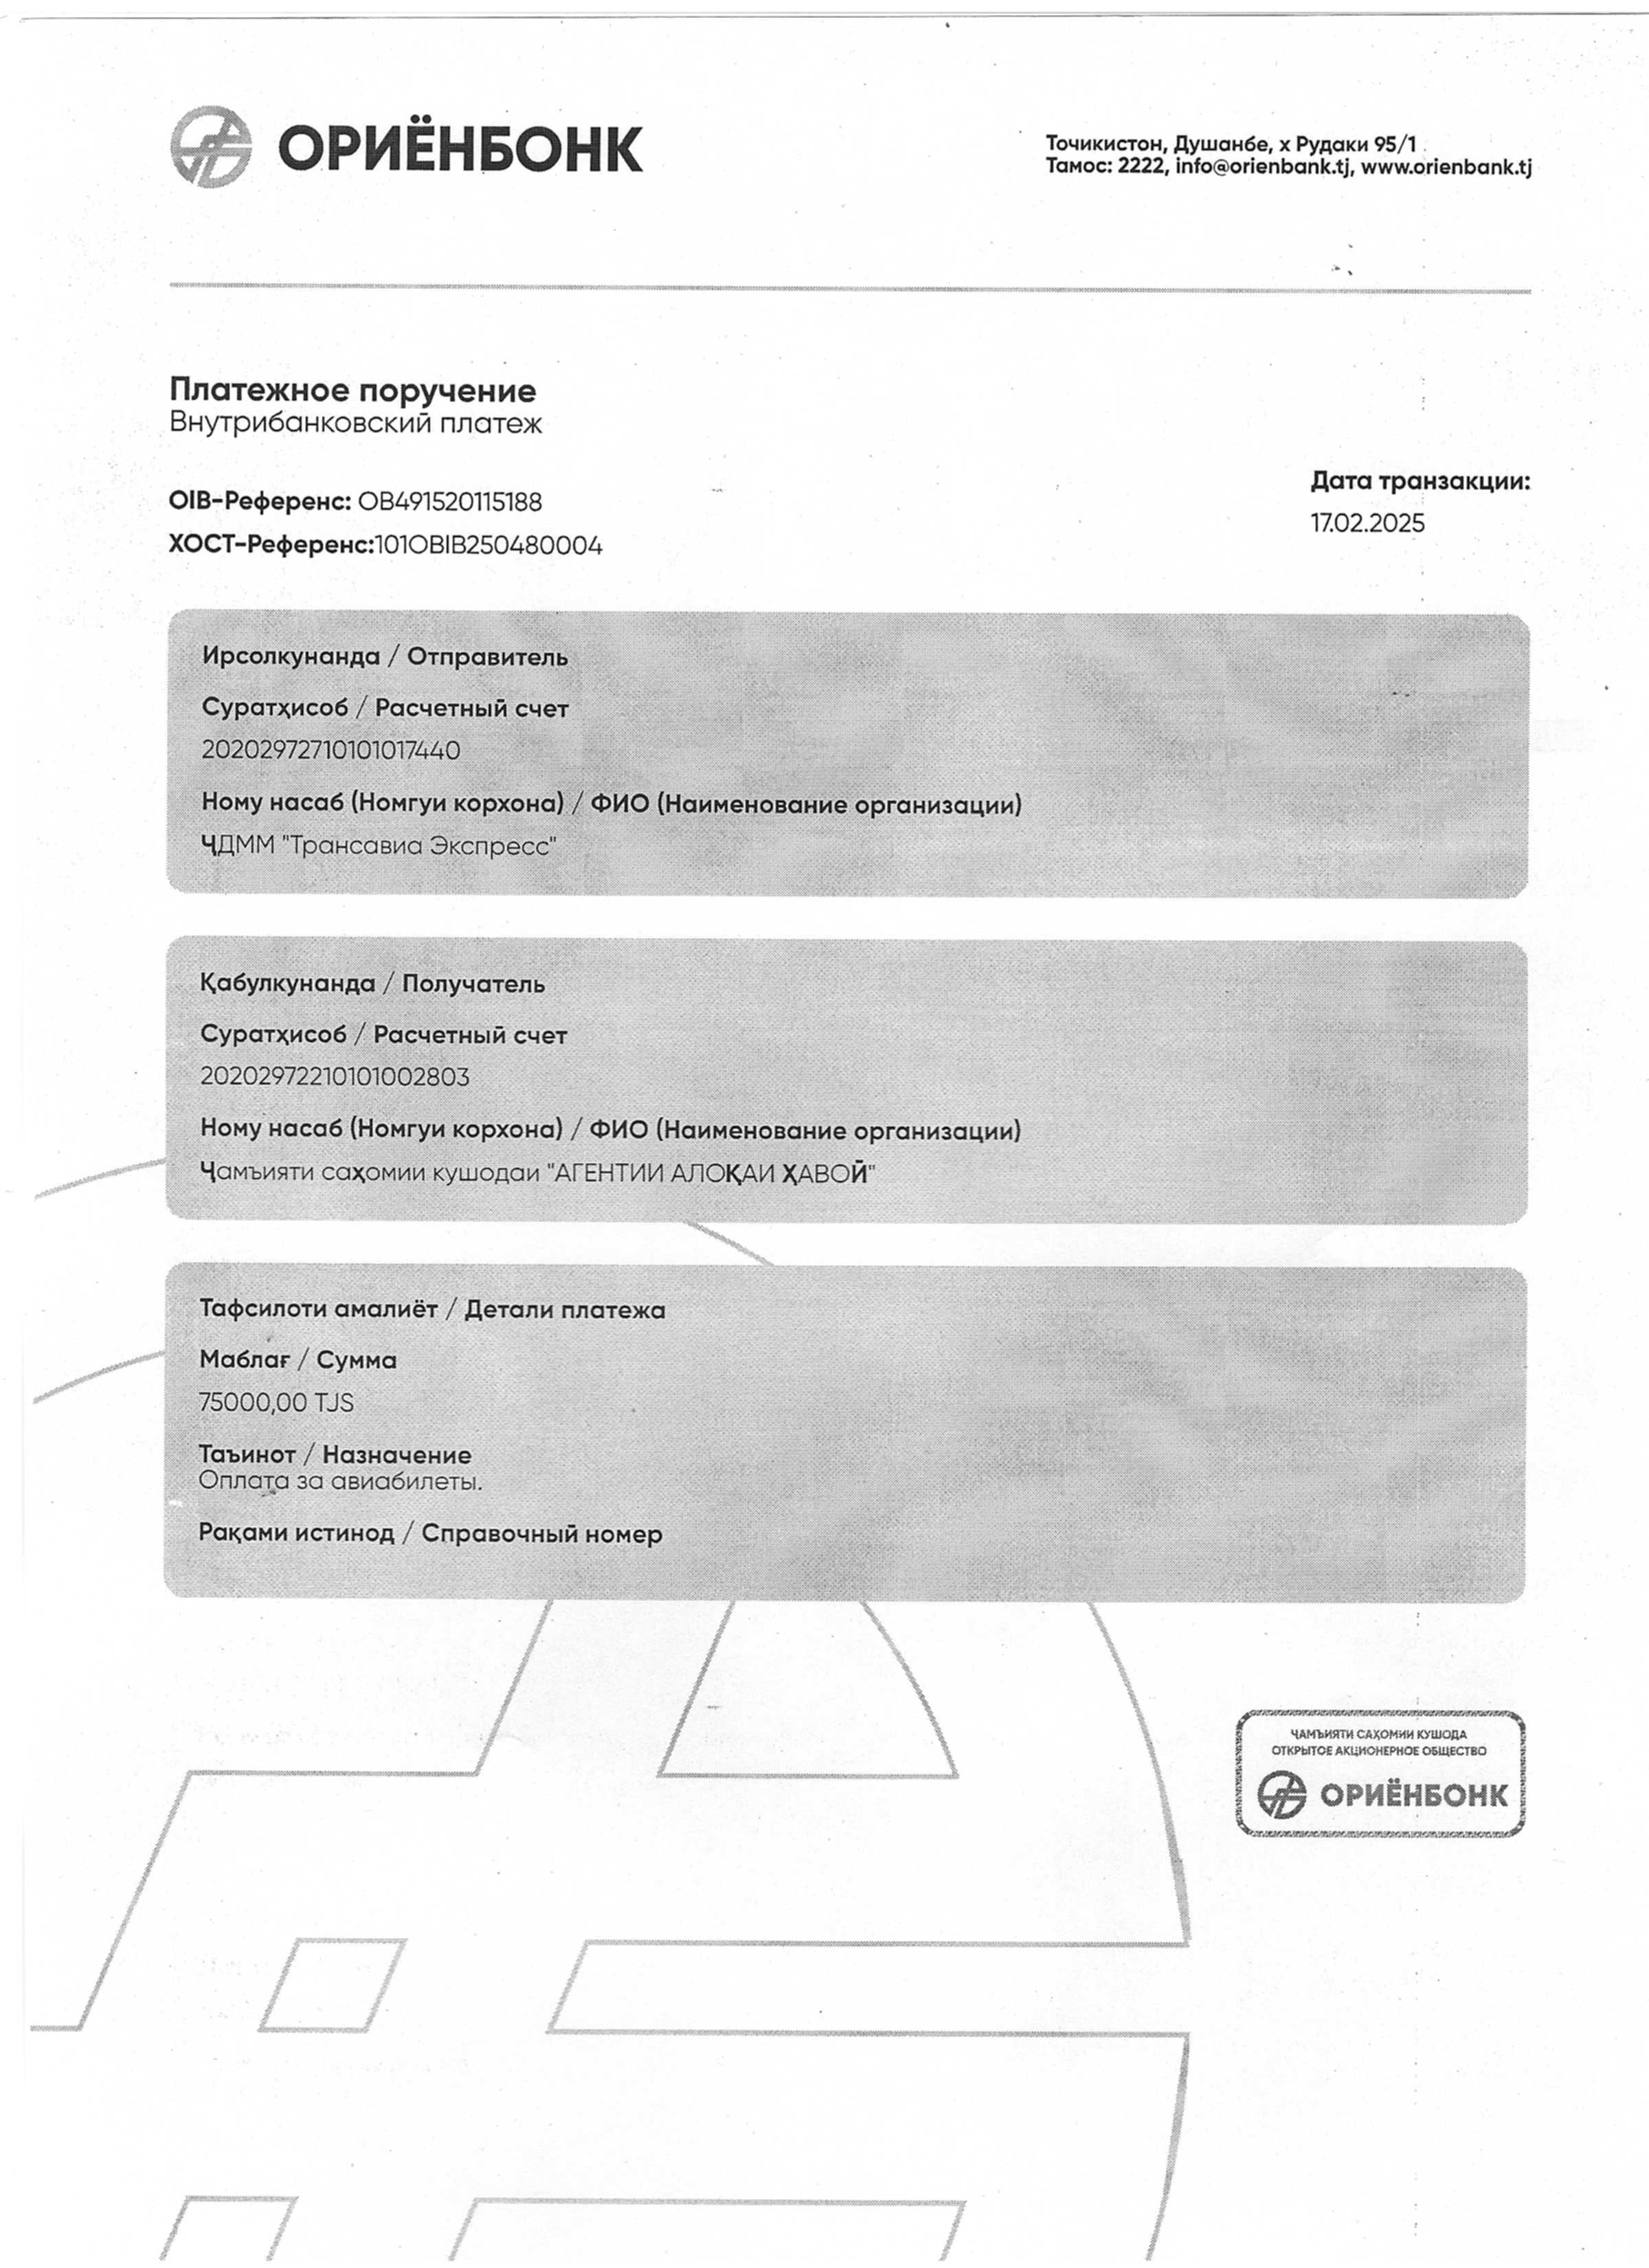 ОРИЁНБОНК
Точикистон, Душанбе, х Рудаки 95/1
Тамос: 2222, info@orienbank.tj, www.orienbank.tj
Платежное поручение
Внутрибанковский платеж
OIB-Референс: OB491520115188
ХОСТ-Референс:101OBIB250480004
Дата транзакции:
17.02.2025
Ирсолкунанда / Отправитель
Суратҳисоб / Расчетный счет
20202972710101017440
Ному насаб (Номгуи корхона) / ФИО (Наименование организации)
ҶДММ "Трансавиа Экспресс"
Қабулкунанда / Получатель
Суратҳисоб / Расчетный счет
20202972210101002803
Ному насаб (Номгуи корхона) / ФИО (Наименование организации)
Ҷамъияти саҳомии кушодаи "АГЕНТИИ АЛОҚАИ ҲАВОӢ"
Тафсилоти амалиёт / Детали платежа
Маблағ / Сумма
75000,00 TJS
Таъинот / Назначение
Оплата за авиабилеты.
Рақами истинод / Справочный номер
ҶАМЪИЯТИ САҲОМИИ КУШОДА
ОТКРЫТОЕ АКЦИОНЕРНОЕ ОБЩЕСТВО
ОРИЁНБОНК